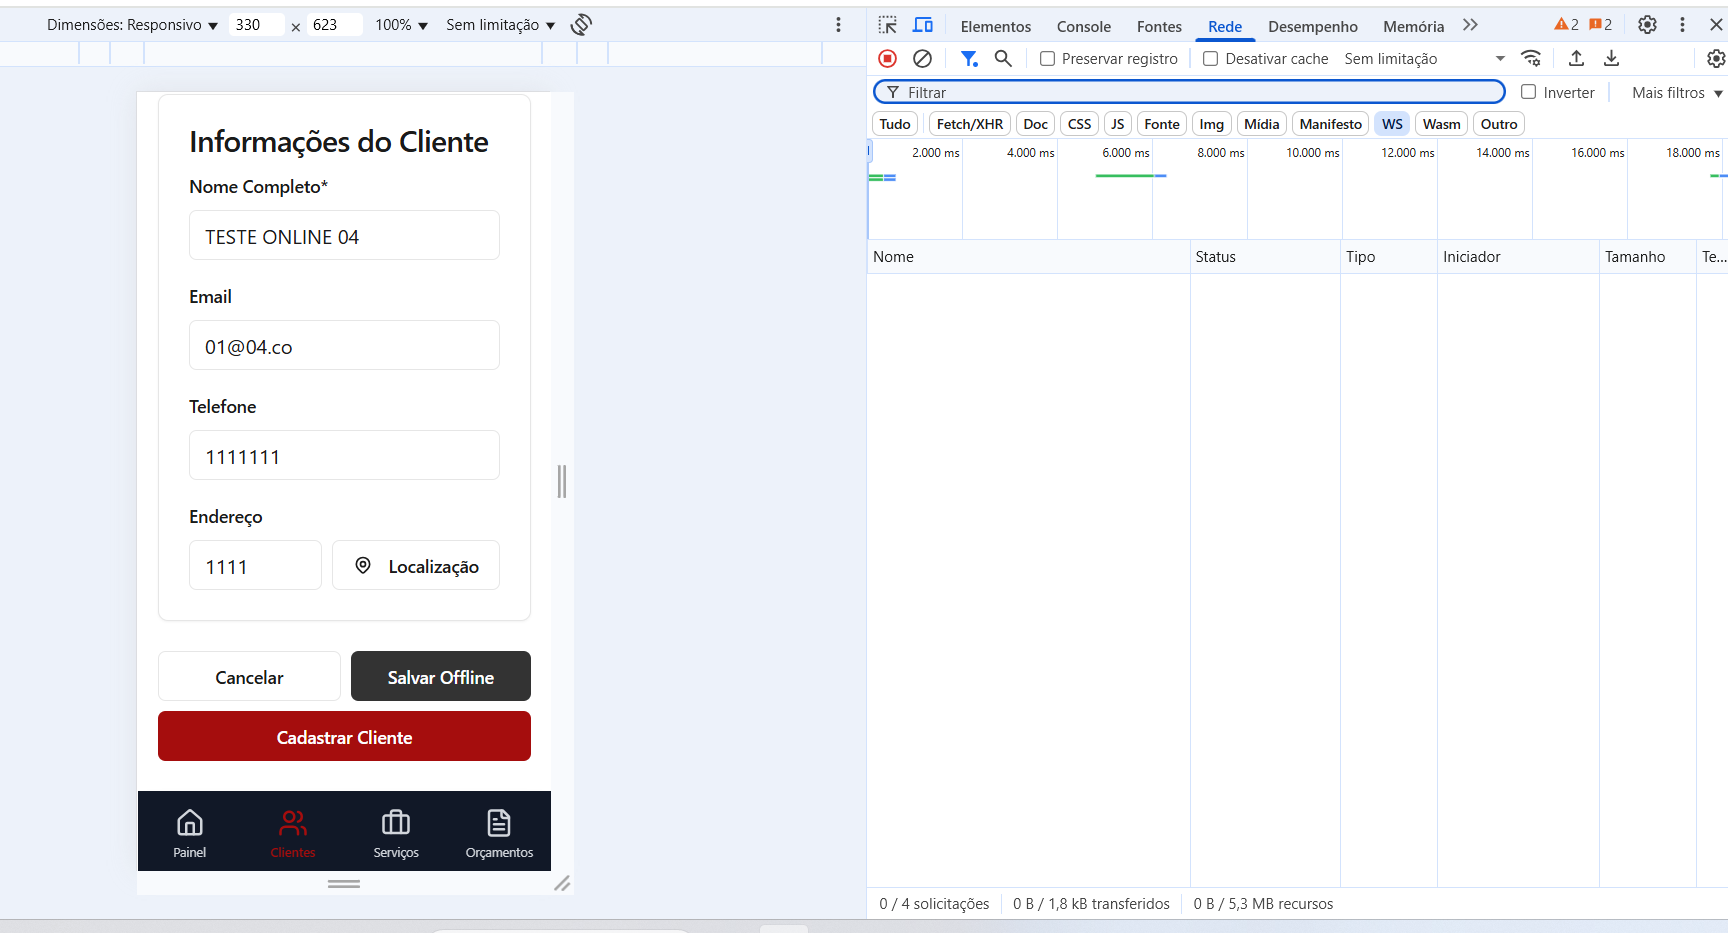 Dimensões: Responsivo ▼ 330 × 623 100% ▼ Sem limitação ▼
Informações do Cliente
Nome Completo*
TESTE ONLINE 04
Email
01@04.co
Telefone
1111111
Endereço
1111
Localização
Cancelar
Salvar Offline
Cadastrar Cliente
Painel
Clientes
Serviços
Orçamentos
Elementos Console Fontes Rede Desempenho Memória 2 2
Preservar registro Desativar cache Sem limitação
Filtrar Inverter Mais filtros ▼
Tudo Fetch/XHR Doc CSS JS Fonte Img Mídia Manifesto WS Wasm Outro
2.000 ms 4.000 ms 6.000 ms 8.000 ms 10.000 ms 12.000 ms 14.000 ms 16.000 ms 18.000 ms
Nome Status Tipo Iniciador Tamanho Te...
0 / 4 solicitações 0 B / 1,8 kB transferidos 0 B / 5,3 MB recursos